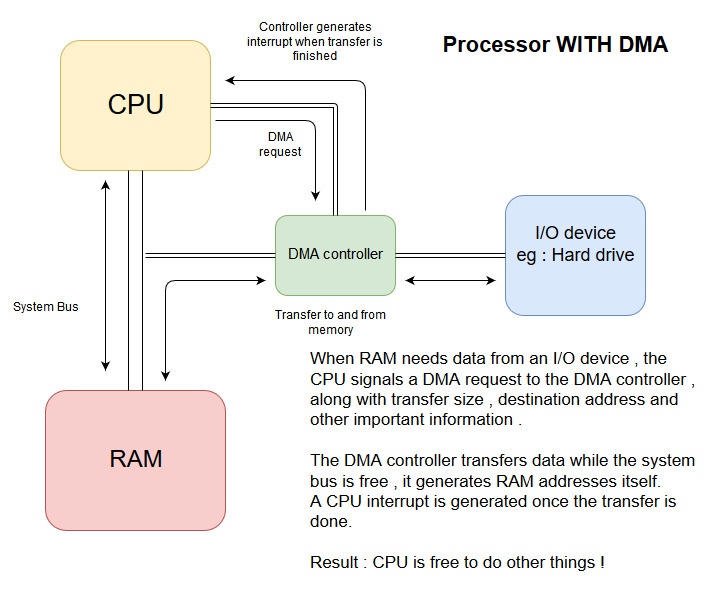 Controller generates
interrupt when transfer is
finished
Processor WITH DMA
CPU
DMA
request
I/O device
eg : Hard drive
DMA controller
System Bus
Transfer to and from
memory
RAM
When RAM needs data from an I/O device , the
CPU signals a DMA request to the DMA controller ,
along with transfer size , destination address and
other important information .
The DMA controller transfers data while the system
bus is free , it generates RAM addresses itself.
A CPU interrupt is generated once the transfer is
done.
Result : CPU is free to do other things !